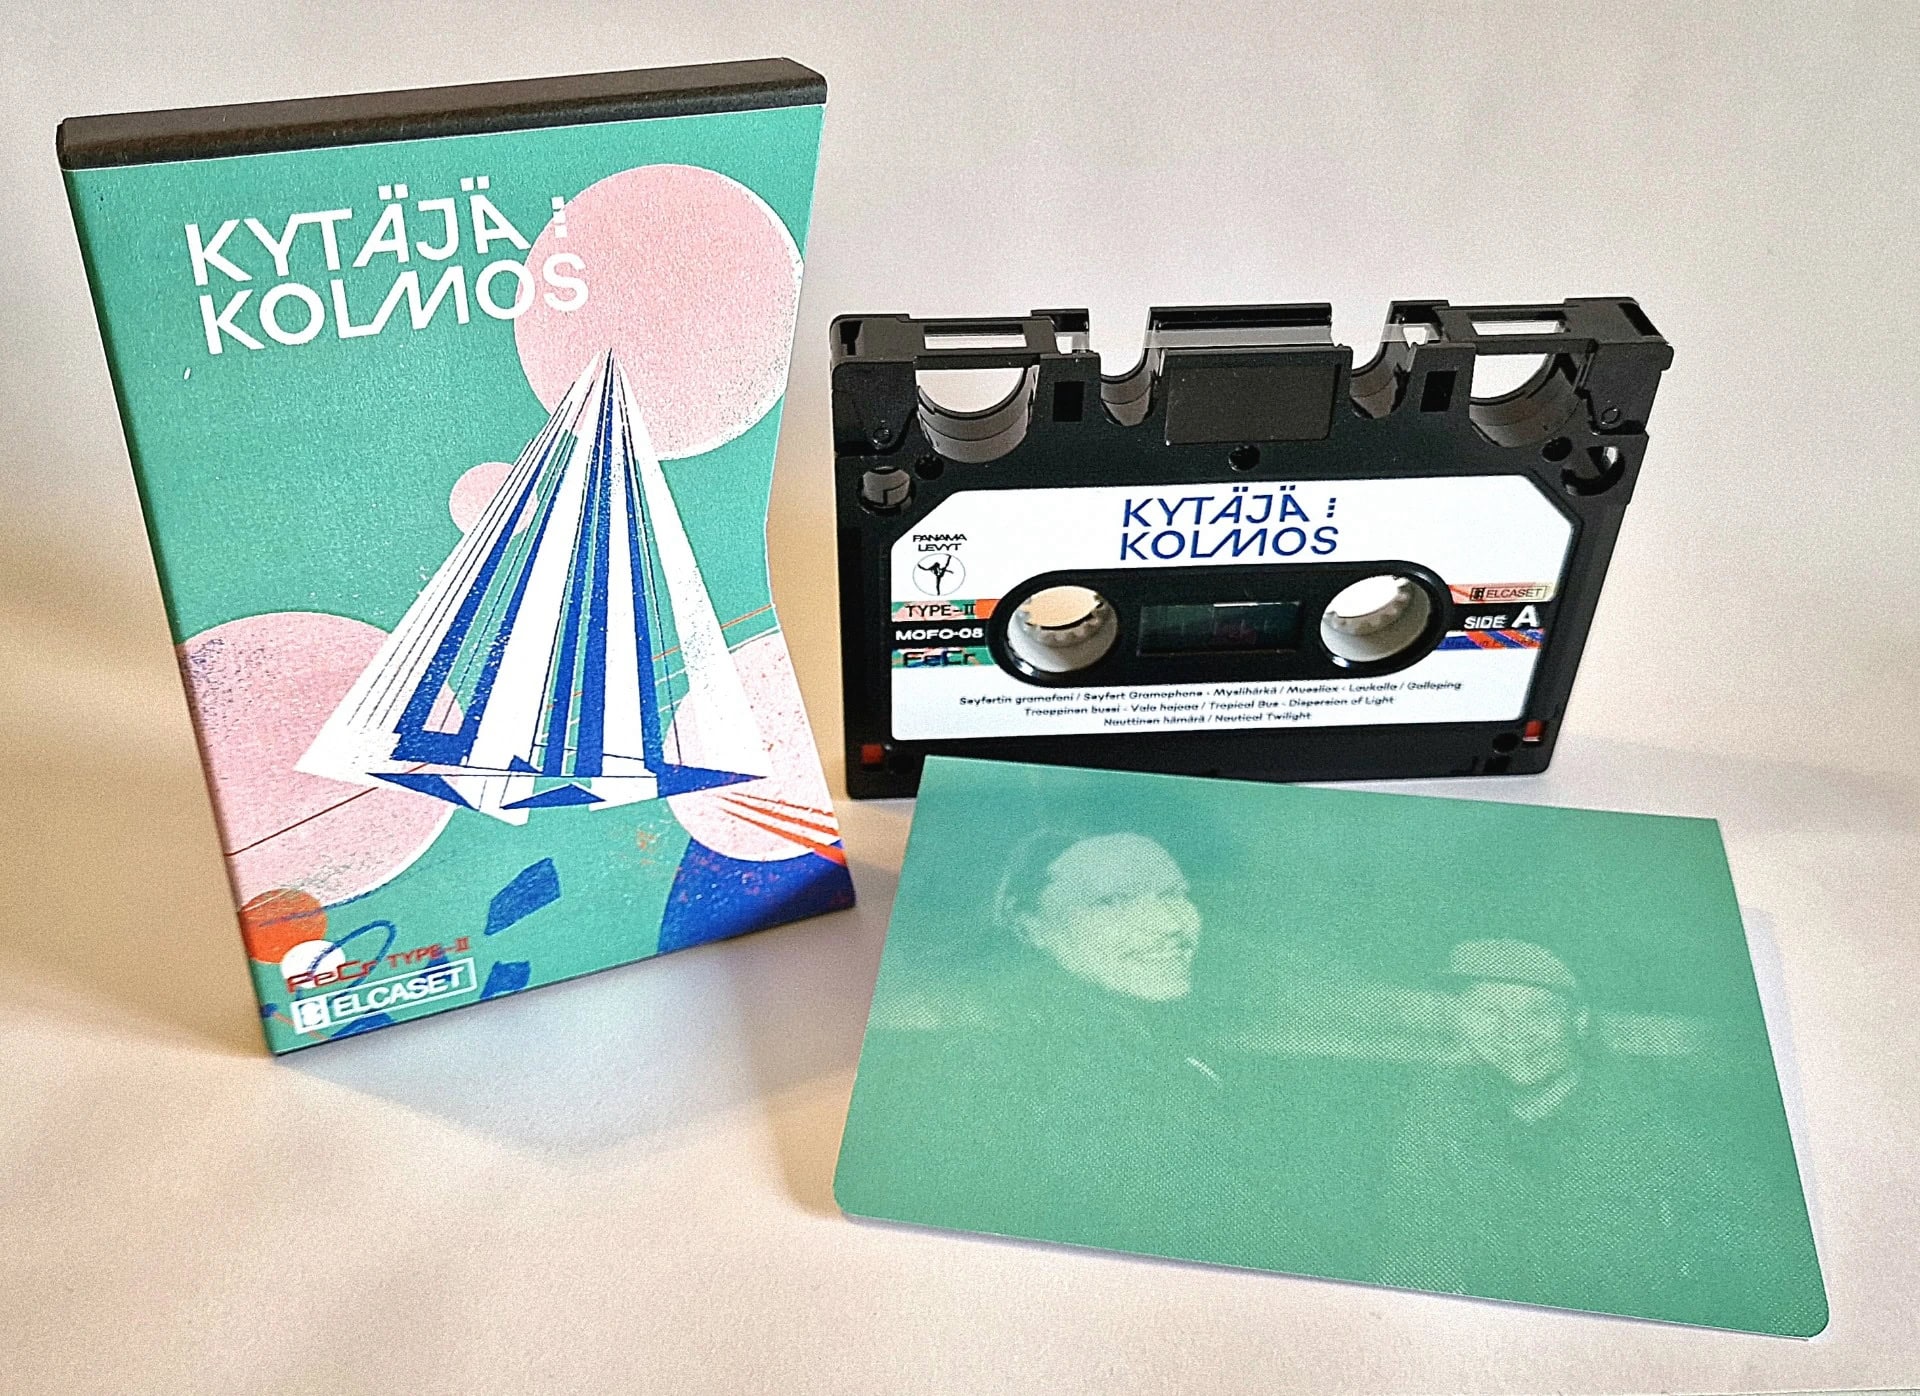 KYTÄJÄ :
KOLMOS
FeCr TYPE-II
ELCASET
KYTÄJÄ :
KOLMOS
PANAMA
LEVYT
TYPE-II
MOFO-08
FeCr
ELCASET
SIDE A
Seyfertin gramofoni / Seyfert Gramophone - Myslihärkä / Muesliox - Laukalla / Galloping
Trooppinen bussi - Valo hajoaa / Tropical Bus - Dispersion of Light
Nauttinen hämärä / Nautical Twilight